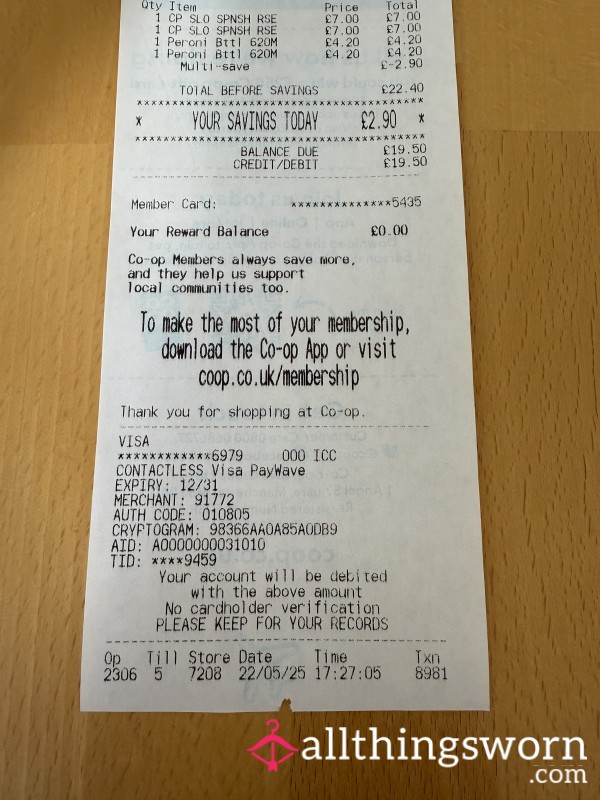 Qty Item Price Total
1 CP SLO SPNSH RSE £7.00 £7.00
1 CP SLO SPNSH RSE £7.00 £7.00
1 Peroni Bttl 620M £4.20 £4.20
1 Peroni Bttl 620M £4.20 £4.20
Multi-save £-2.90
TOTAL BEFORE SAVINGS £22.40
****************************************
* YOUR SAVINGS TODAY £2.90 *
****************************************
BALANCE DUE £19.50
CREDIT/DEBIT £19.50
Member Card: ***************5435
Your Reward Balance £0.00
Co-op Members always save more,
and they help us support
local communities too.
To make the most of your membership,
download the Co-op App or visit
coop.co.uk/membership
Thank you for shopping at Co-op.
VISA
************6979 000 ICC
CONTACTLESS Visa PayWave
EXPIRY: 12/31
MERCHANT: 91772
AUTH CODE: 010805
CRYPTOGRAM: 98366AA0A85A0DB9
AID: A0000000031010
TID: ****9459
Your account will be debited
with the above amount
No cardholder verification
PLEASE KEEP FOR YOUR RECORDS
Op Till Store Date Time Txn
2306 5 7208 22/05/25 17:27:05 8981
allthingsworn
.com